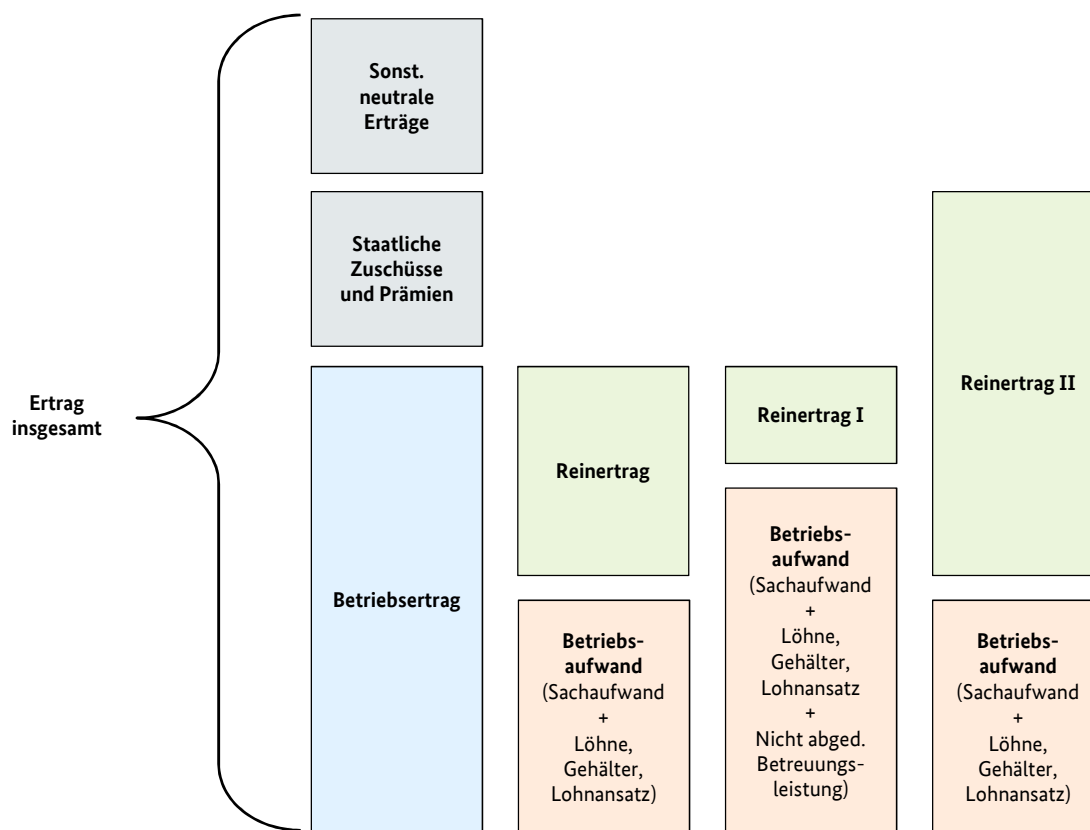 Ertrag
insgesamt
Sonst.
neutrale
Erträge
Staatliche
Zuschüsse
und Prämien
Betriebsertrag
Reinertrag
Betriebs-
aufwand
(Sachaufwand
+
Löhne,
Gehälter,
Lohnansatz)
Reinertrag I
Betriebs-
aufwand
(Sachaufwand
+
Löhne,
Gehälter,
Lohnansatz
+
Nicht abged.
Betreuungs-
leistung)
Reinertrag II
Betriebs-
aufwand
(Sachaufwand
+
Löhne,
Gehälter,
Lohnansatz)